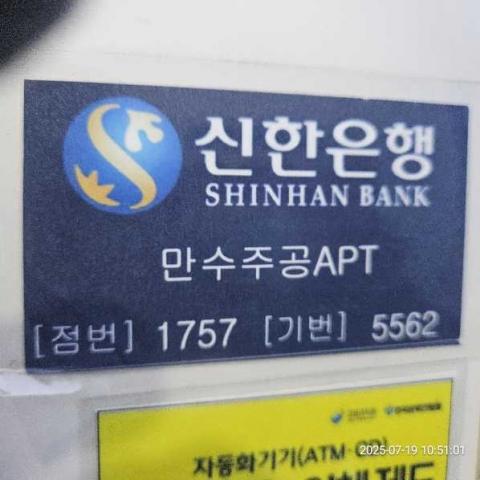 신한은행
SHINHAN BANK
만수주공APT
[점번] 1757 [기번] 5562
자동화기기(ATM·CD)
2025-07-19 10:51:01